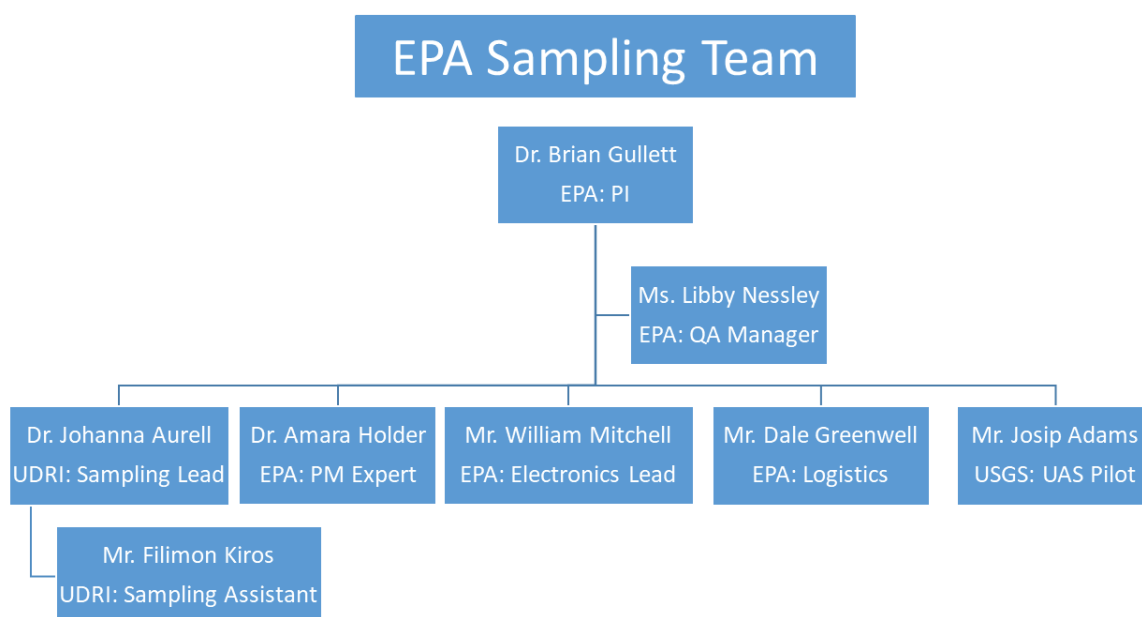 EPA Sampling Team
Dr. Brian Gullett
EPA: PI
Ms. Libby Nessley
EPA: QA Manager
Dr. Johanna Aurell
UDRI: Sampling Lead
Dr. Amara Holder
EPA: PM Expert
Mr. William Mitchell
EPA: Electronics Lead
Mr. Dale Greenwell
EPA: Logistics
Mr. Josip Adams
USGS: UAS Pilot
Mr. Filimon Kiros
UDRI: Sampling Assistant